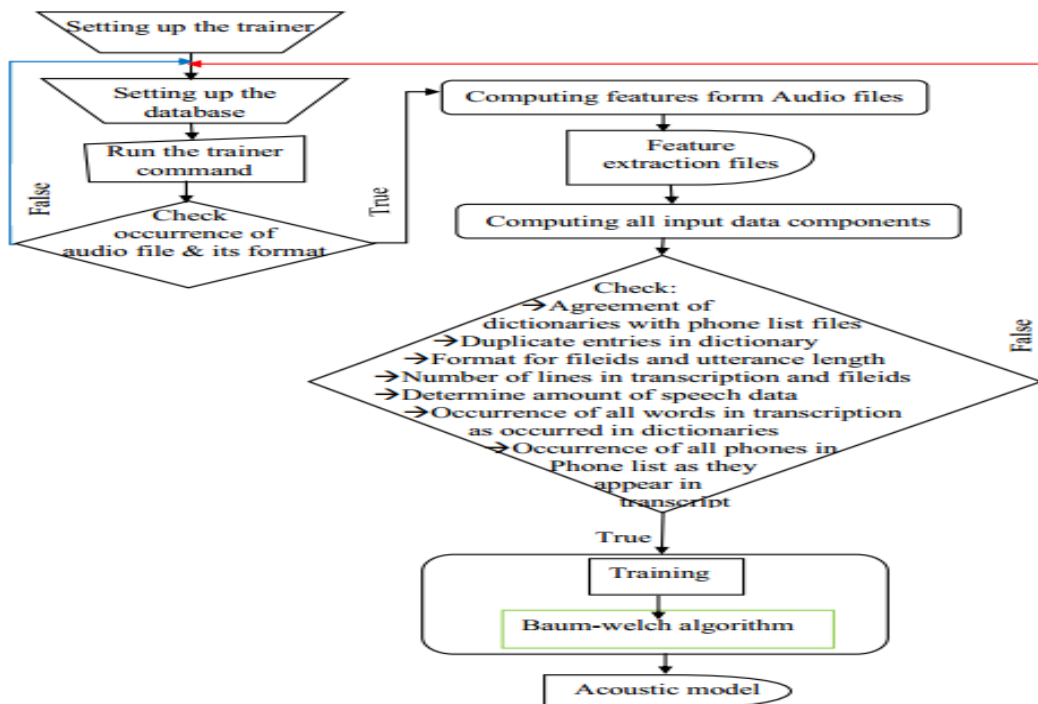 Setting up the trainer
Setting up the
database
Run the trainer
command
Check
occurrence of
audio file & its format
False
True
Computing features form Audio files
Feature
extraction files
Computing all input data components
Check:
→Agreement of
dictionaries with phone list files
→Duplicate entries in dictionary
→Format for fileids and utterance length
→Number of lines in transcription and fileids
→Determine amount of speech data
→Occurrence of all words in transcription
as occurred in dictionaries
→Occurrence of all phones in
Phone list as they
appear in
transcript
False
True
Training
Baum-welch algorithm
Acoustic model